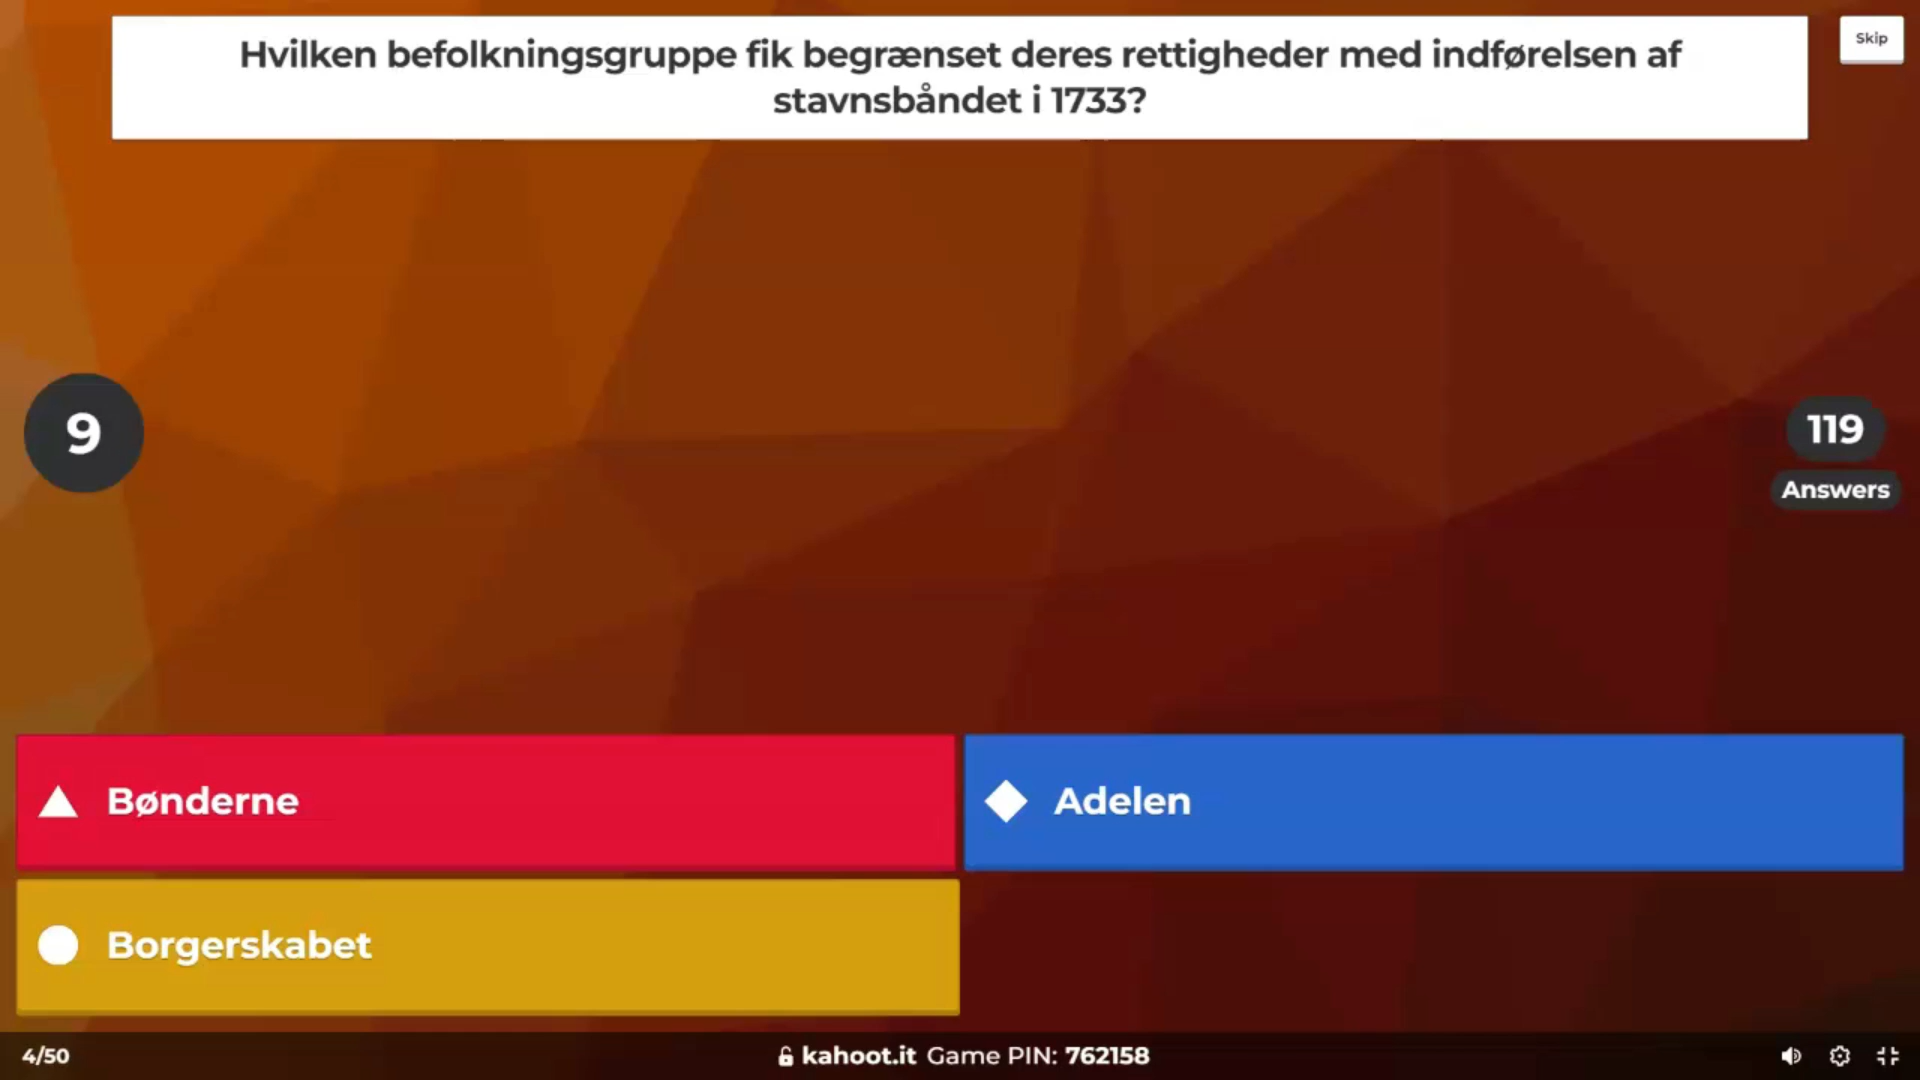 Hvilken befolkningsgruppe fik begrænset deres rettigheder med indførelsen af
stavnsbåndet i 1733?
Skip
9
119
Answers
Bønderne
Adelen
Borgerskabet
4/50
kahoot.it Game PIN: 762158